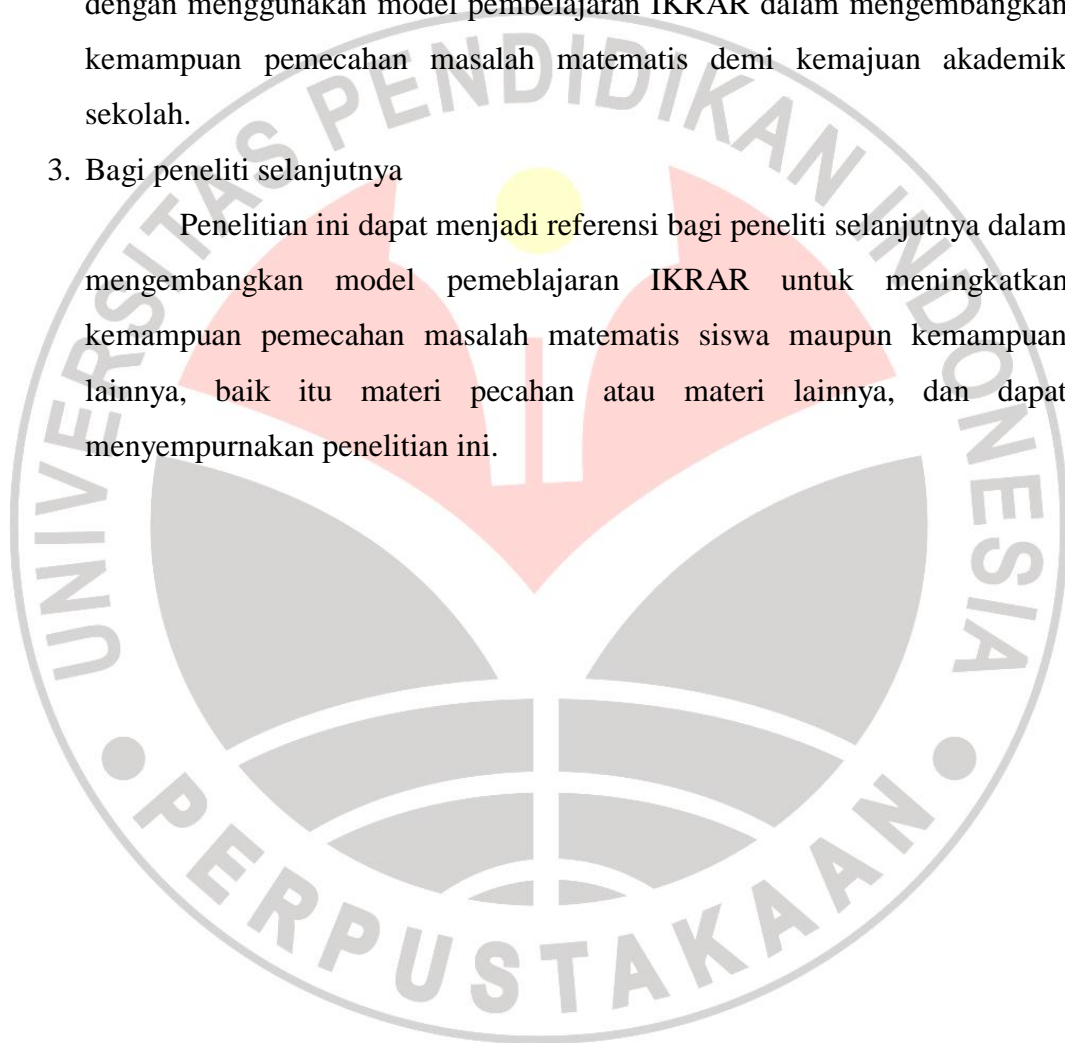 dengan menggunakan model pembelajaran IKRAR dalam mengembangkan
kemampuan pemecahan masalah matematis demi kemajuan akademik
sekolah.
3. Bagi peneliti selanjutnya
Penelitian ini dapat menjadi referensi bagi peneliti selanjutnya dalam
mengembangkan model pemeblajaran IKRAR untuk meningkatkan
kemampuan pemecahan masalah matematis siswa maupun kemampuan
lainnya, baik itu materi pecahan atau materi lainnya, dan dapat
menyempurnakan penelitian ini.
UNIVERSITAS PENDIDIKAN INDONESIA
PERPUSTAKAAN